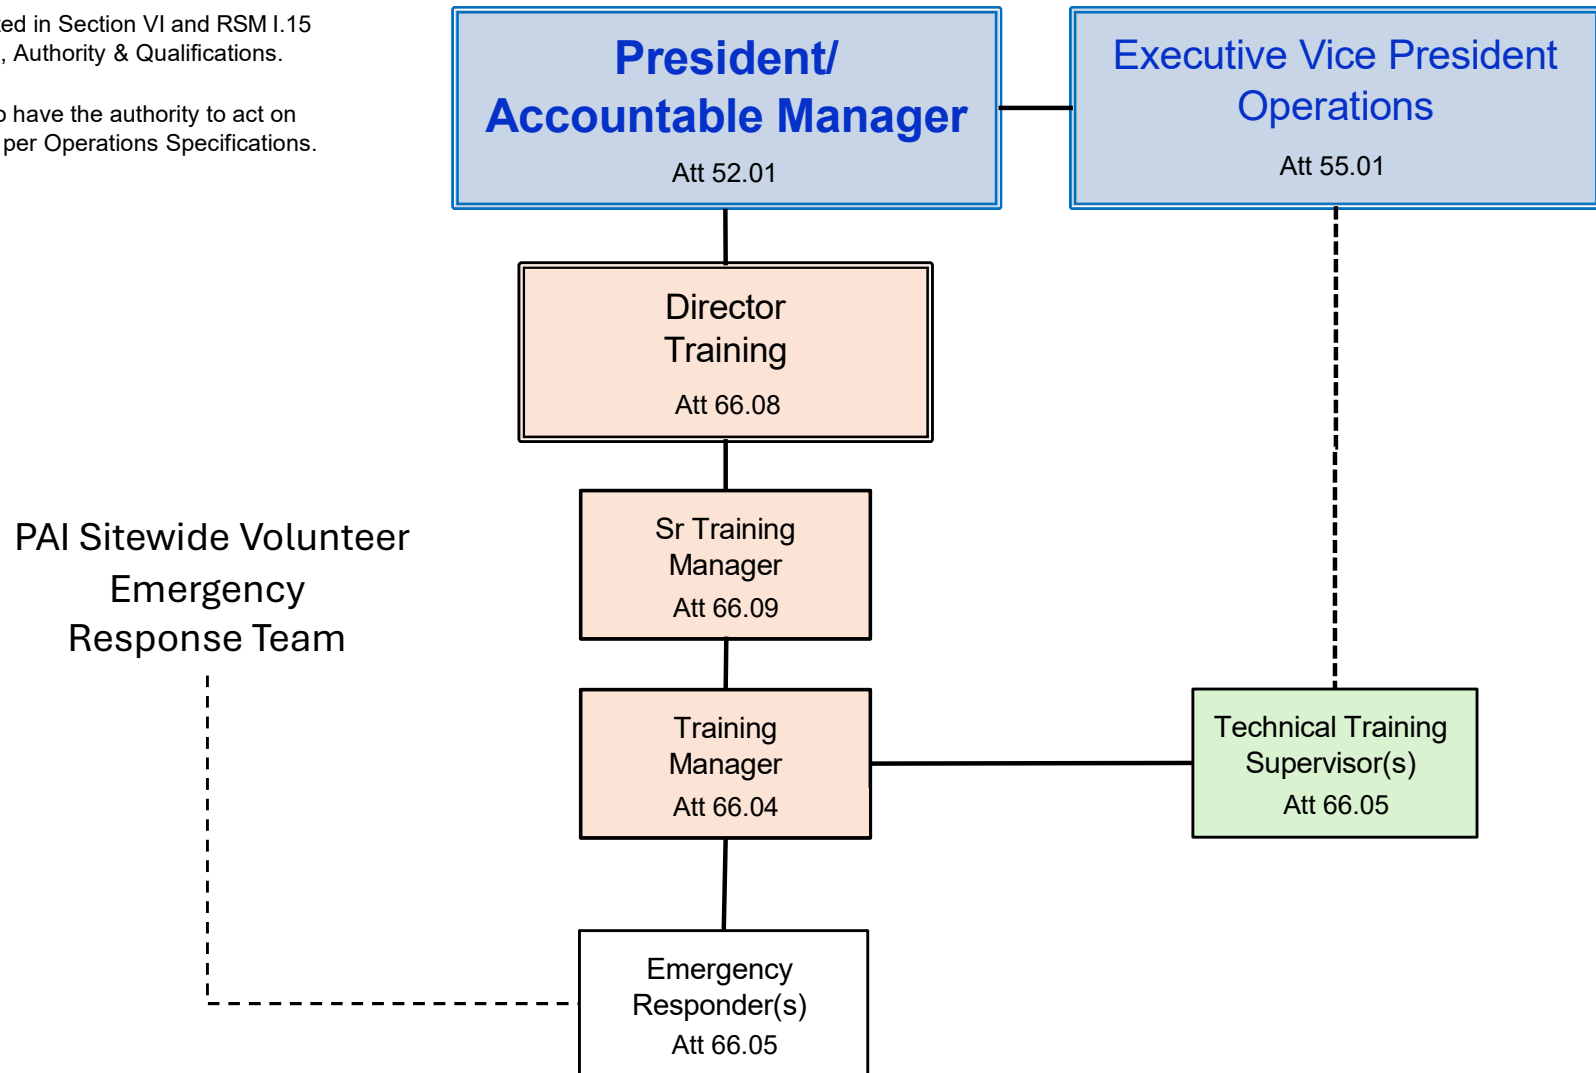 ted in Section VI and RSM I.15
, Authority & Qualifications.
o have the authority to act on
per Operations Specifications.
President/
Accountable Manager
Att 52.01
Executive Vice President
Operations
Att 55.01
Director
Training
Att 66.08
Sr Training
Manager
Att 66.09
PAI Sitewide Volunteer
Emergency
Response Team
Training
Manager
Att 66.04
Technical Training
Supervisor(s)
Att 66.05
Emergency
Responder(s)
Att 66.05